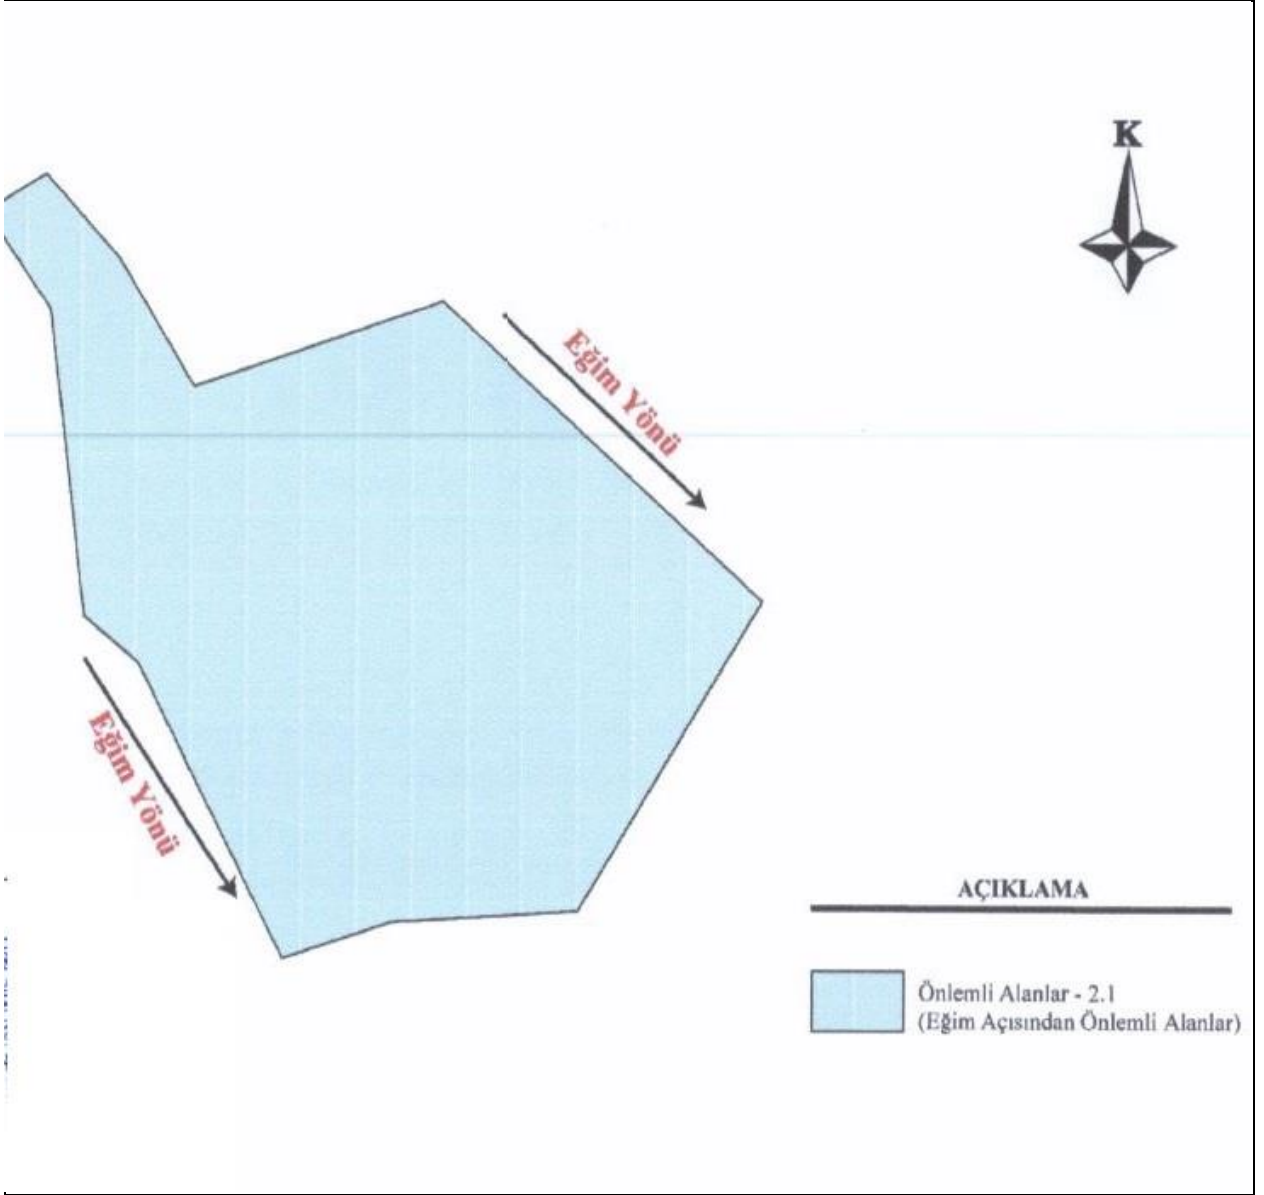 K
Eğim Yönü
Eğim Yönü
AÇIKLAMA
Önlemli Alanlar - 2.1
(Eğim Açısından Önlemli Alanlar)